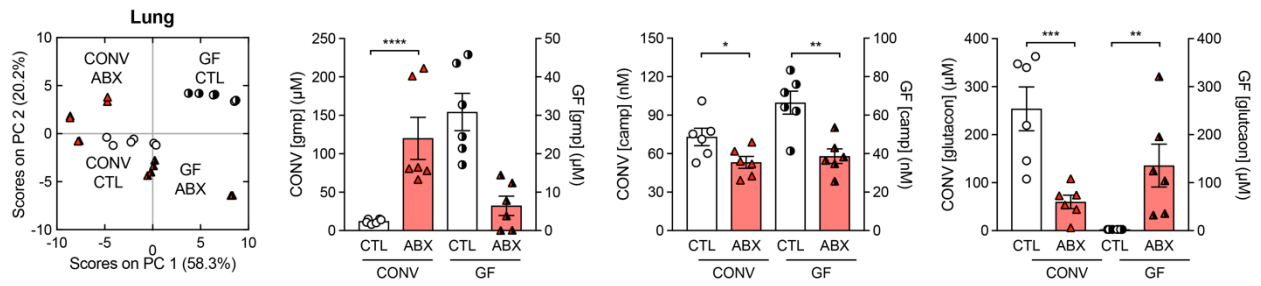 Lung
Scores on PC 2 (20.2%)
10
5
0
-5
-10
CONV
ABX
GF
CTL
CONV
CTL
GF
ABX
-10
-5
0
5
10
Scores on PC 1 (58.3%)
CONV [gmp] (µM)
250
200
150
100
50
0
****
50
40
30
20
10
0
GF [gmp] (µM)
CTL
ABX
CTL
ABX
CONV
GF
CONV [camp] (nM)
150
120
90
60
30
0
*
**
100
80
60
40
20
0
GF [camp] (nM)
CTL
ABX
CTL
ABX
CONV
GF
CONV [glutacon] (µM)
400
300
200
100
0
***
**
400
300
200
100
0
GF [glutcaon] (µM)
CTL
ABX
CTL
ABX
CONV
GF